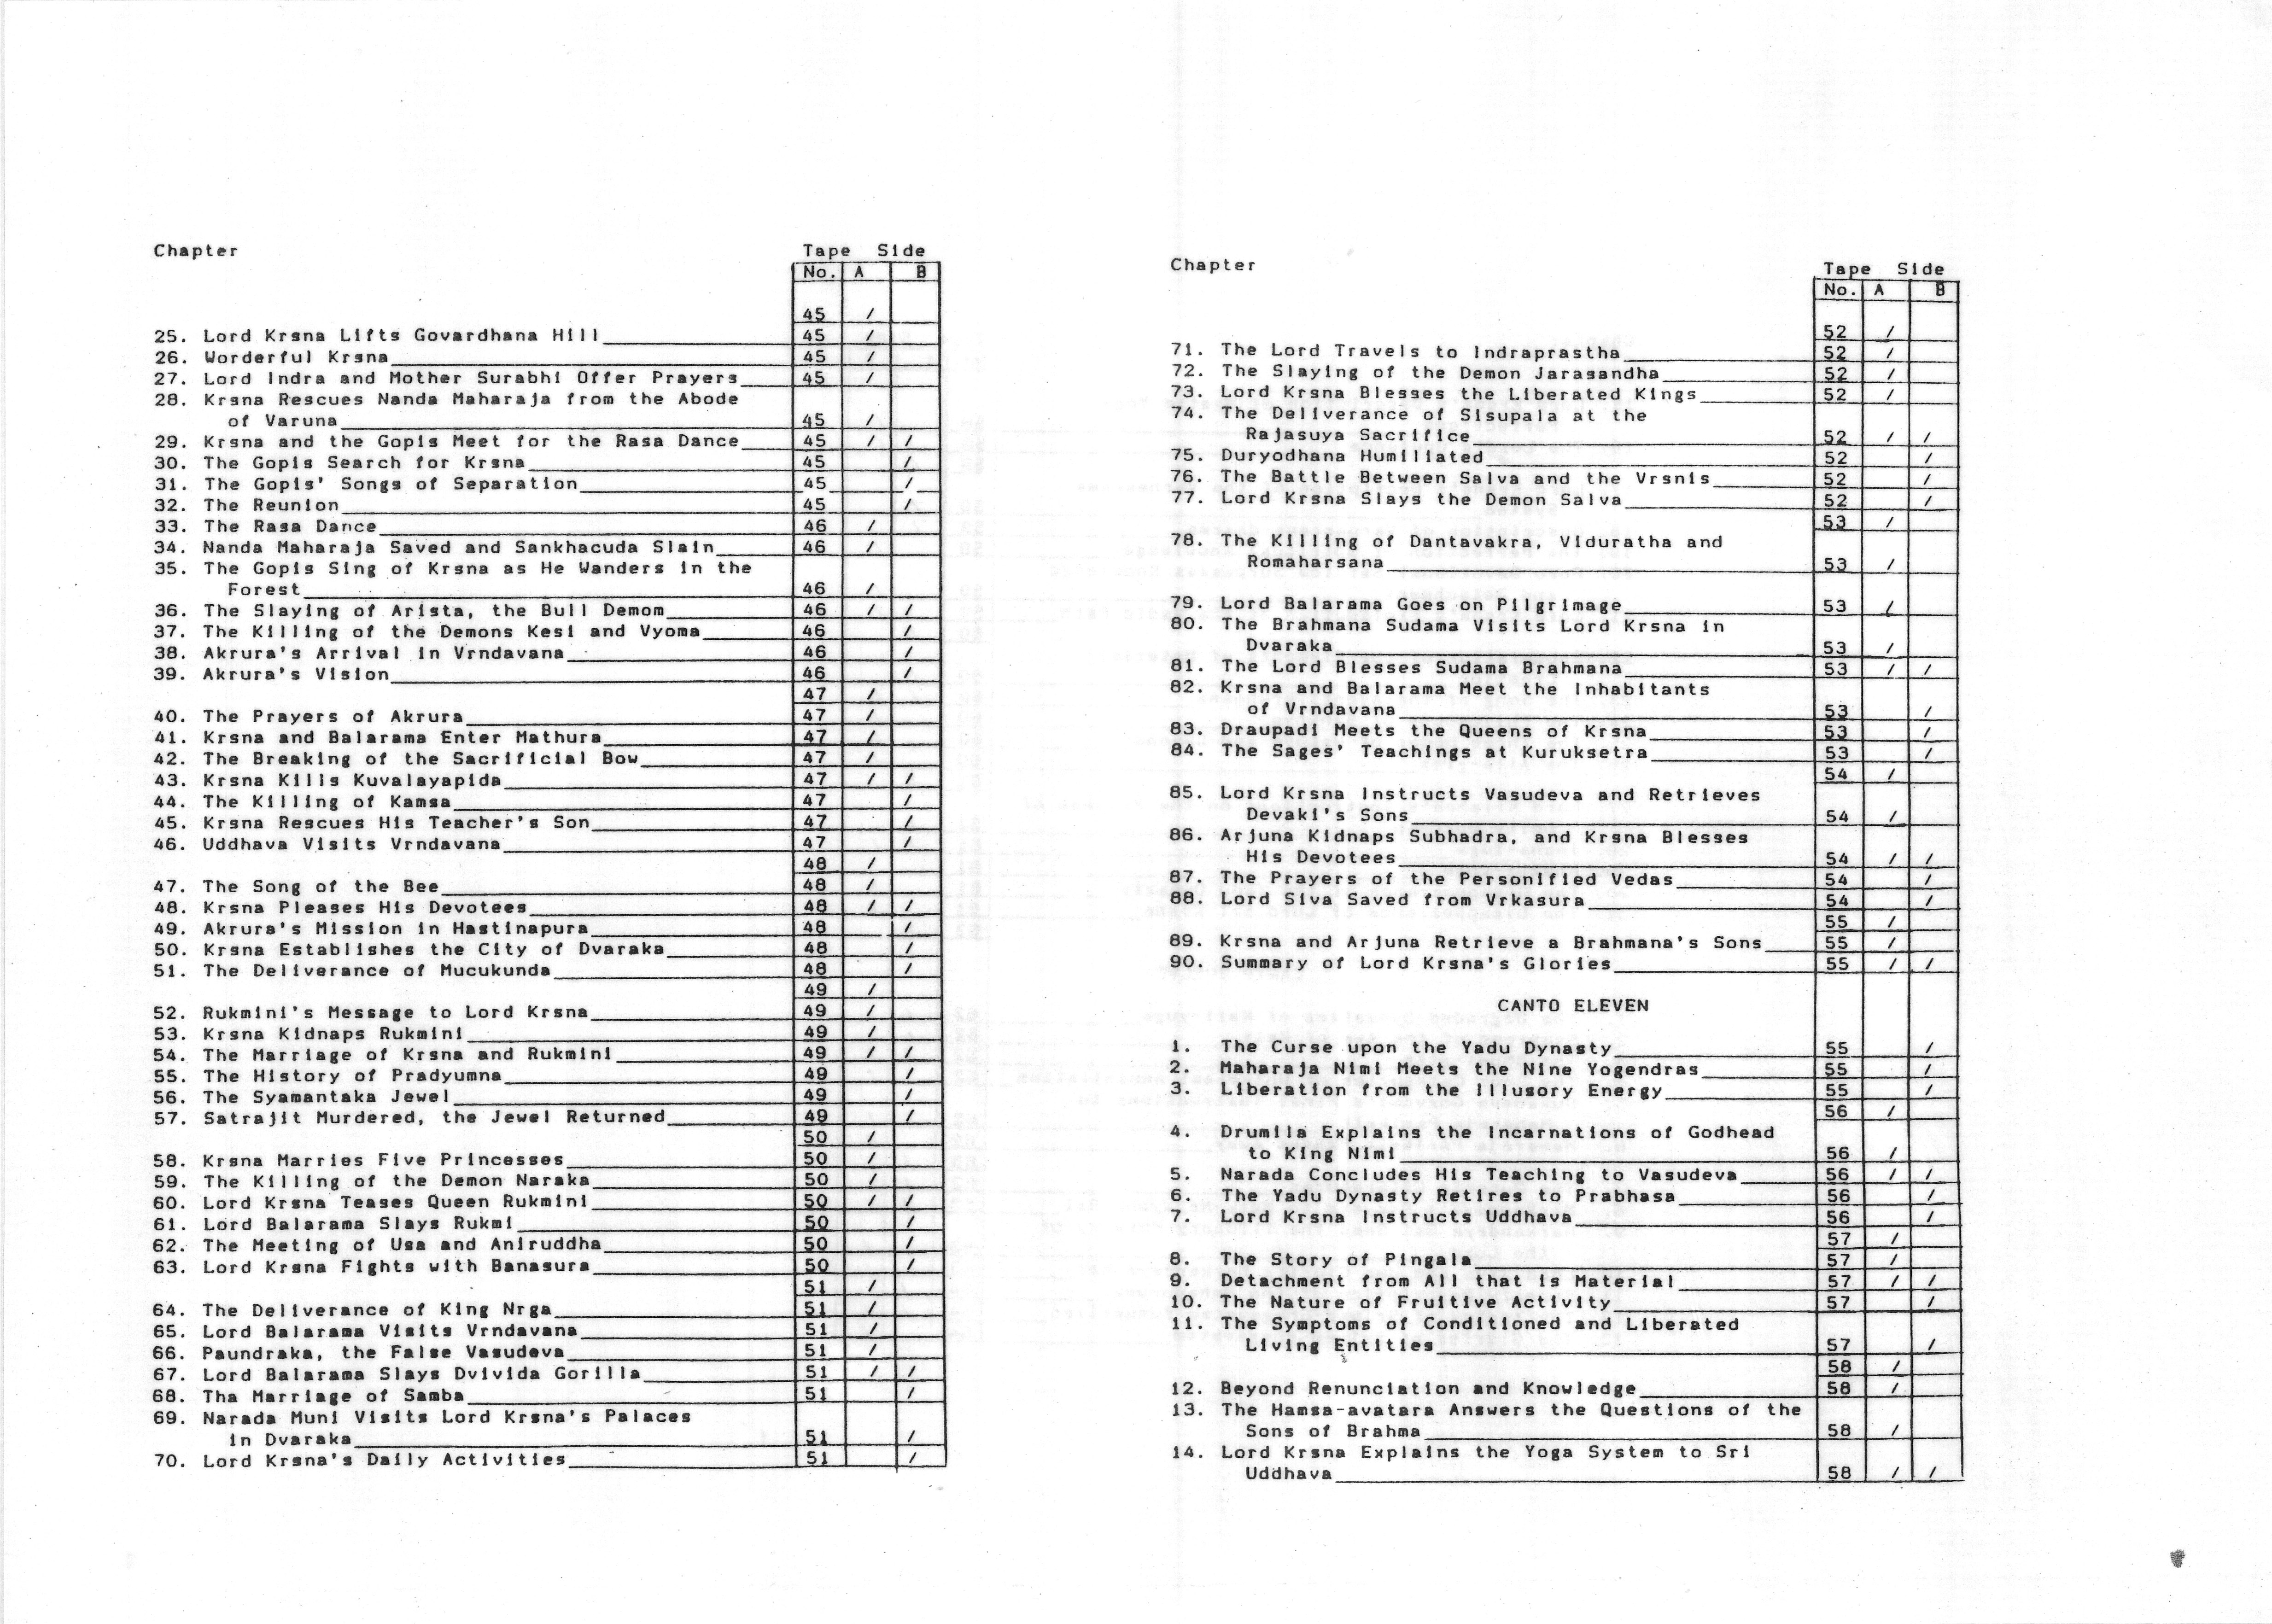 Chapter Tape Side
No. A B
45 /
25. Lord Krsna Lifts Govardhana Hill 45 /
26. Worderful Krsna 45 /
27. Lord Indra and Mother Surabhi Offer Prayers 45 /
28. Krsna Rescues Nanda Maharaja from the Abode
of Varuna 45 /
29. Krsna and the Gopis Meet for the Rasa Dance 45 / /
30. The Gopis Search for Krsna 45 /
31. The Gopis' Songs of Separation 45 /
32. The Reunion 45 /
33. The Rasa Dance 46 /
34. Nanda Maharaja Saved and Sankhacuda Slain 46 /
35. The Gopis Sing of Krsna as He Wanders in the
Forest 46 /
36. The Slaying of Arista, the Bull Demom 46 / /
37. The Killing of the Demons Kesi and Vyoma 46 /
38. Akrura's Arrival in Vrndavana 46 /
39. Akrura's Vision 46 /
47 /
40. The Prayers of Akrura 47 /
41. Krsna and Balarama Enter Mathura 47 /
42. The Breaking of the Sacrificial Bow 47 /
43. Krsna Kills Kuvalayapida 47 / /
44. The Killing of Kamsa 47 /
45. Krsna Rescues His Teacher's Son 47 /
46. Uddhava Visits Vrndavana 47 /
48 /
47. The Song of the Bee 48 /
48. Krsna Pleases His Devotees 48 / /
49. Akrura's Mission in Hastinapura 48 /
50. Krsna Establishes the City of Dvaraka 48 /
51. The Deliverance of Mucukunda 48 /
49 /
52. Rukmini's Message to Lord Krsna 49 /
53. Krsna Kidnaps Rukmini 49 /
54. The Marriage of Krsna and Rukmini 49 / /
55. The History of Pradyumna 49 /
56. The Syamantaka Jewel 49 /
57. Satrajit Murdered, the Jewel Returned 49 /
50 /
58. Krsna Marries Five Princesses 50 /
59. The Killing of the Demon Naraka 50 /
60. Lord Krsna Teases Queen Rukmini 50 / /
61. Lord Balarama Slays Rukmi 50 /
62. The Meeting of Usa and Aniruddha 50 /
63. Lord Krsna Fights with Banasura 50 /
51 /
64. The Deliverance of King Nrga 51 /
65. Lord Balarama Visits Vrndavana 51 /
66. Paundraka, the False Vasudeva 51 /
67. Lord Balarama Slays Dvivida Gorilla 51 / /
68. Tha Marriage of Samba 51 /
69. Narada Muni Visits Lord Krsna's Palaces
in Dvaraka 51 /
70. Lord Krsna's Daily Activities 51 /
Chapter Tape Side
No. A B
52 /
71. The Lord Travels to Indraprastha 52 /
72. The Slaying of the Demon Jarasandha 52 /
73. Lord Krsna Blesses the Liberated Kings 52 /
74. The Deliverance of Sisupala at the
Rajasuya Sacrifice 52 / /
75. Duryodhana Humiliated 52 /
76. The Battle Between Salva and the Vrsnis 52 /
77. Lord Krsna Slays the Demon Salva 52 /
53 /
78. The Killing of Dantavakra, Viduratha and
Romaharsana 53 /
79. Lord Balarama Goes on Pilgrimage 53 /
80. The Brahmana Sudama Visits Lord Krsna in
Dvaraka 53 /
81. The Lord Blesses Sudama Brahmana 53 / /
82. Krsna and Balarama Meet the Inhabitants
of Vrndavana 53 /
83. Draupadi Meets the Queens of Krsna 53 /
84. The Sages' Teachings at Kuruksetra 53 /
54 /
85. Lord Krsna Instructs Vasudeva and Retrieves
Devaki's Sons 54 /
86. Arjuna Kidnaps Subhadra, and Krsna Blesses
His Devotees 54 / /
87. The Prayers of the Personified Vedas 54 /
88. Lord Siva Saved from Vrkasura 54 /
55 /
89. Krsna and Arjuna Retrieve a Brahmana's Sons 55 /
90. Summary of Lord Krsna's Glories 55 / /
CANTO ELEVEN
1. The Curse upon the Yadu Dynasty 55 /
2. Maharaja Nimi Meets the Nine Yogendras 55 /
3. Liberation from the Illusory Energy 55 /
56 /
4. Drumila Explains the Incarnations of Godhead
to King Nimi 56 /
5. Narada Concludes His Teaching to Vasudeva 56 / /
6. The Yadu Dynasty Retires to Prabhasa 56 /
7. Lord Krsna Instructs Uddhava 56 /
57 /
8. The Story of Pingala 57 /
9. Detachment from All that is Material 57 / /
10. The Nature of Fruitive Activity 57 /
11. The Symptoms of Conditioned and Liberated
Living Entities 57 /
58 /
12. Beyond Renunciation and Knowledge 58 /
13. The Hamsa-avatara Answers the Questions of the
Sons of Brahma 58 /
14. Lord Krsna Explains the Yoga System to Sri
Uddhava 58 / /